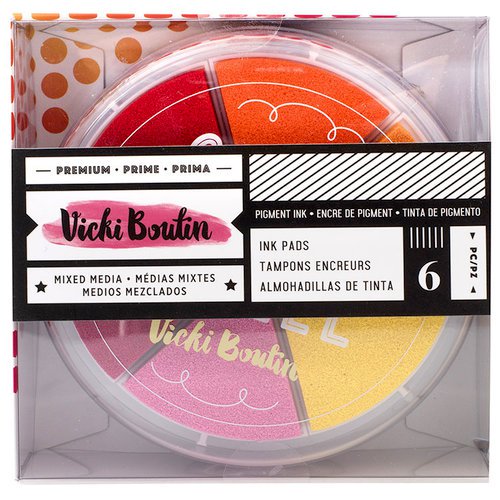 PREMIUM • PRIME • PRIMA
Vicki Boutin
MIXED MEDIA • MÉDIAS MIXTES
MEDIOS MEZCLADOS
PIGMENT INK • ENCRE DE PIGMENT • TINTA DE PIGMENTO
INK PADS
TAMPONS ENCREURS
ALMOHADILLAS DE TINTA
6
PC/PZ
Vicki Boutin